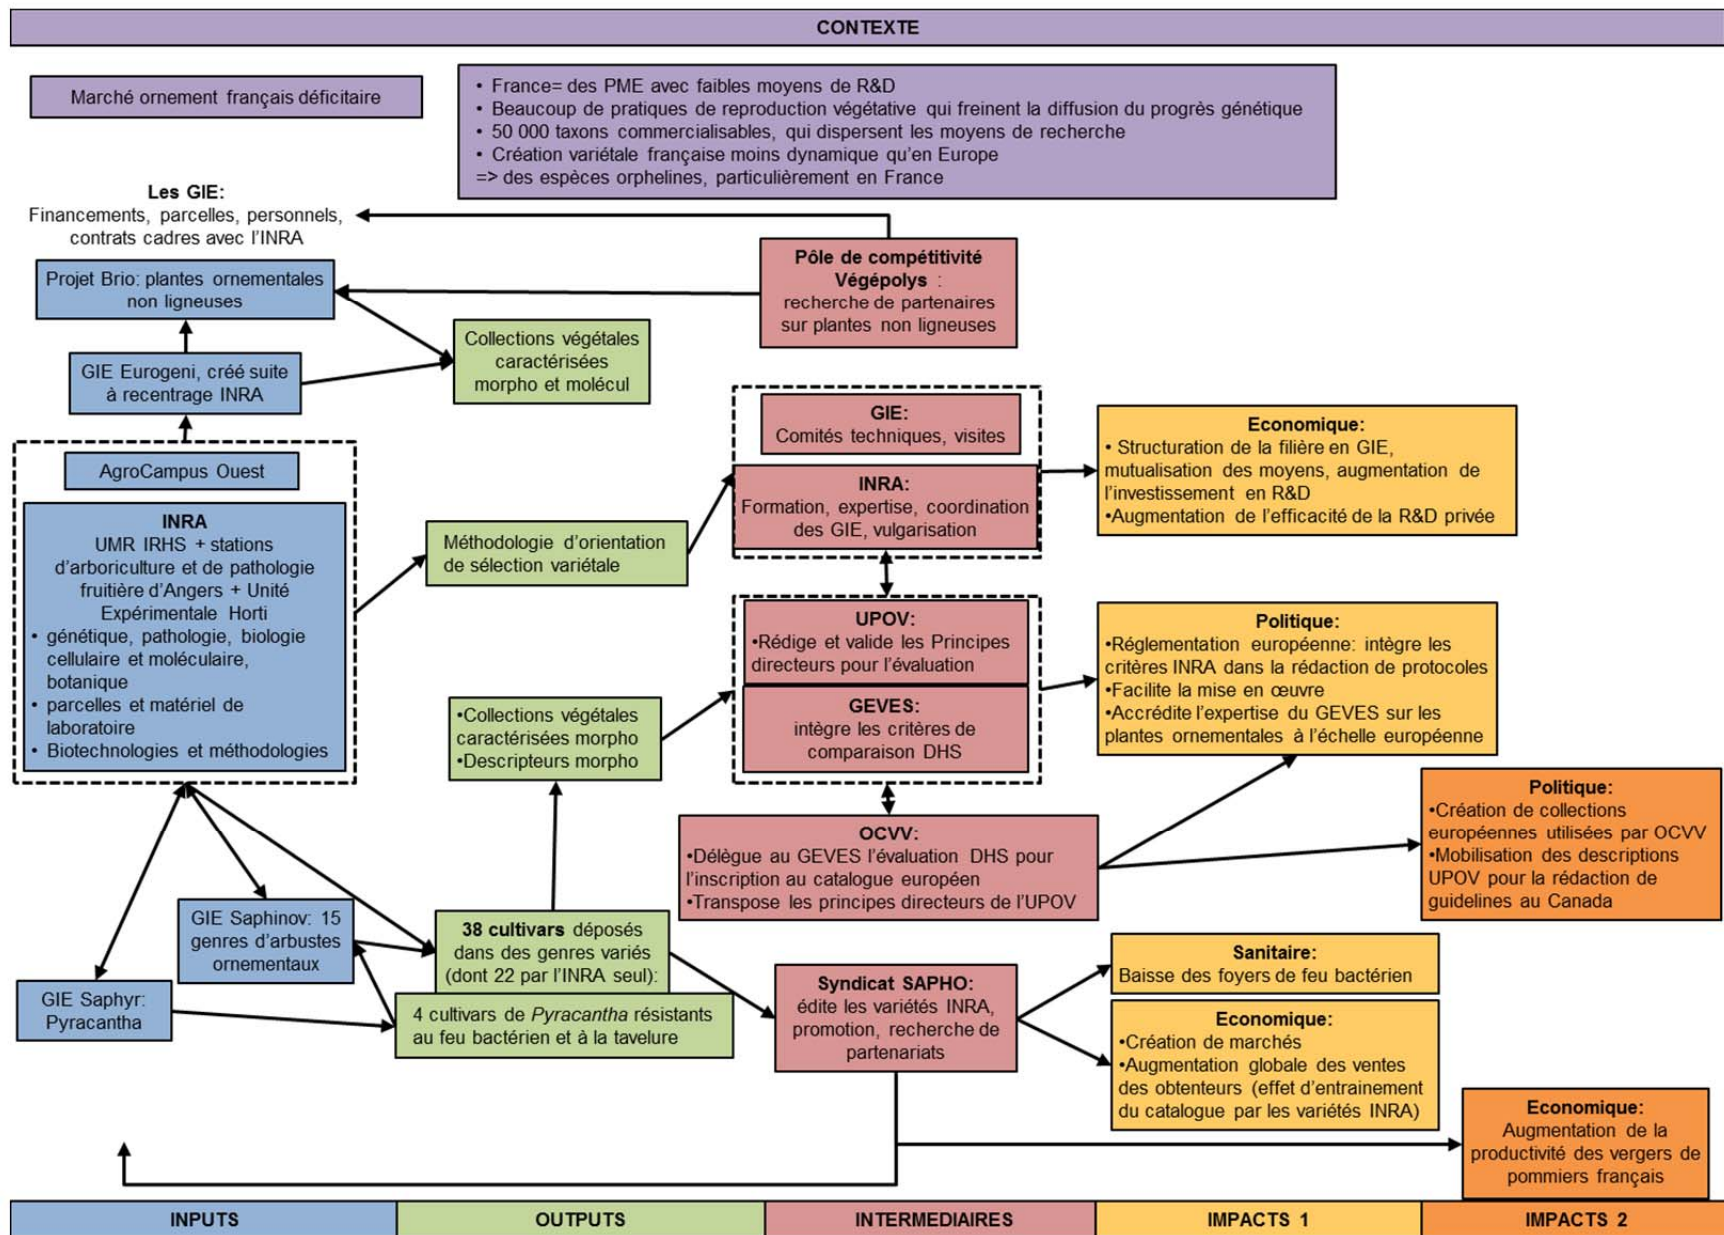 CONTEXTE
Marché ornement français déficitaire
• France= des PME avec faibles moyens de R&D
• Beaucoup de pratiques de reproduction végétative qui freinent la diffusion du progrès génétique
• 50 000 taxons commercialisables, qui dispersent les moyens de recherche
• Création variétale française moins dynamique qu'en Europe
=> des espèces orphelines, particulièrement en France
Les GIE:
Financements, parcelles, personnels,
contrats cadres avec l'INRA
Projet Brio: plantes ornementales
non ligneuses
GIE Eurogeni, créé suite
à recentrage INRA
AgroCampus Ouest
INRA
UMR IRHS + stations
d'arboriculture et de pathologie
fruitière d'Angers + Unité
Expérimentale Horti
• génétique, pathologie, biologie
cellulaire et moléculaire,
botanique
• parcelles et matériel de
laboratoire
• Biotechnologies et méthodologies
GIE Saphinov: 15
genres d'arbustes
ornementaux
GIE Saphyr:
Pyracantha
Collections végétales
caractérisées
morpho et molécul
Méthodologie d'orientation
de sélection variétale
•Collections végétales
caractérisées morpho
•Descripteurs morpho
38 cultivars déposés
dans des genres variés
(dont 22 par l'INRA seul):
4 cultivars de Pyracantha résistants
au feu bactérien et à la tavelure
Pôle de compétitivité
Végépolys :
recherche de partenaires
sur plantes non ligneuses
GIE:
Comités techniques, visites
INRA:
Formation, expertise, coordination
des GIE, vulgarisation
UPOV:
•Rédige et valide les Principes
directeurs pour l'évaluation
GEVES:
intègre les critères de
comparaison DHS
OCVV:
•Délègue au GEVES l'évaluation DHS pour
l'inscription au catalogue européen
•Transpose les principes directeurs de l'UPOV
Syndicat SAPHO:
édite les variétés INRA,
promotion, recherche de
partenariats
Economique:
• Structuration de la filière en GIE,
mutualisation des moyens, augmentation de
l'investissement en R&D
•Augmentation de l'efficacité de la R&D privée
Politique:
•Réglementation européenne: intègre les
critères INRA dans la rédaction de protocoles
•Facilite la mise en œuvre
•Accrédite l'expertise du GEVES sur les
plantes ornementales à l'échelle européenne
Politique:
•Création de collections
européennes utilisées par OCVV
•Mobilisation des descriptions
UPOV pour la rédaction de
guidelines au Canada
Sanitaire:
Baisse des foyers de feu bactérien
Economique:
•Création de marchés
•Augmentation globale des ventes
des obtenteurs (effet d'entrainement
du catalogue par les variétés INRA)
Economique:
Augmentation de la
productivité des vergers de
pommiers français
INPUTS
OUTPUTS
INTERMEDIAIRES
IMPACTS 1
IMPACTS 2